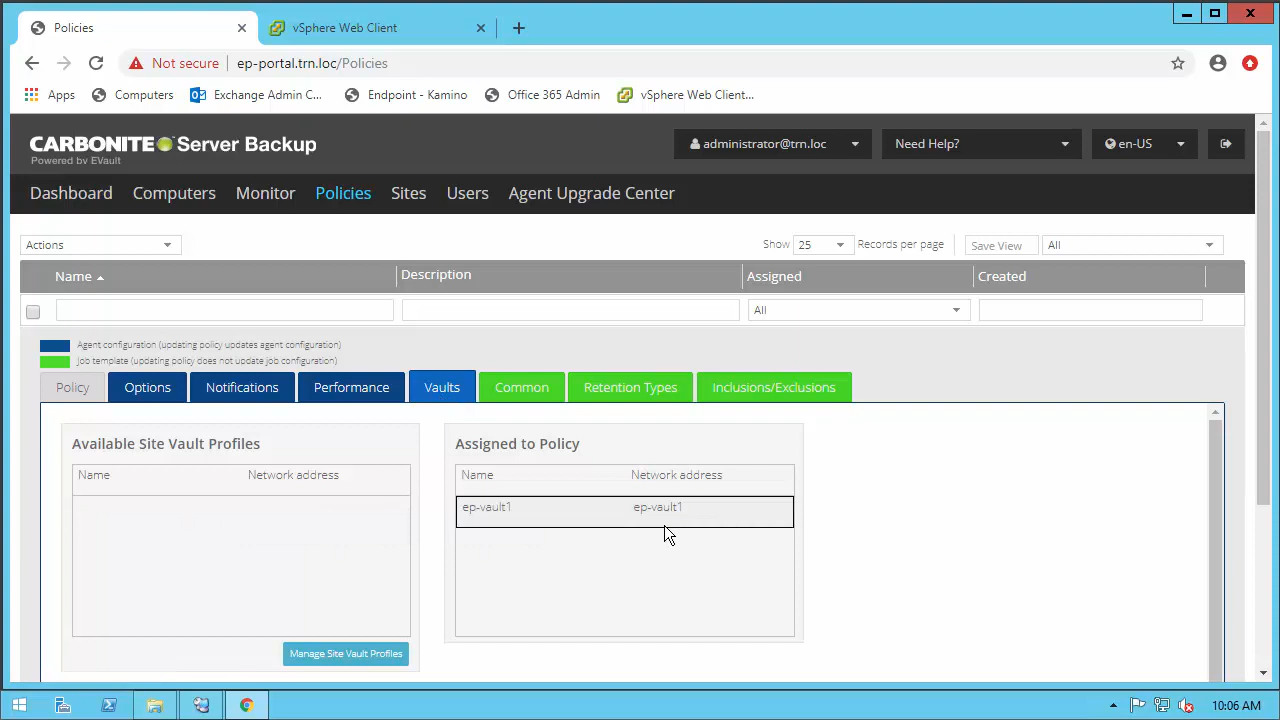 Policies
vSphere Web Client
Not secure
ep-portal.trn.loc/Policies
Apps
Computers
Exchange Admin C...
Endpoint - Kamino
Office 365 Admin
vSphere Web Client...
CARBONITE Server Backup
Powered by EVault
administrator@trn.loc
Need Help?
en-US
Dashboard
Computers
Monitor
Policies
Sites
Users
Agent Upgrade Center
Actions
Show 25 Records per page
Save View
All
Name
Description
Assigned
Created
All
Agent configuration (updating policy updates agent configuration)
Job template (updating policy does not update job configuration)
Policy
Options
Notifications
Performance
Vaults
Common
Retention Types
Inclusions/Exclusions
Available Site Vault Profiles
Name
Network address
Manage Site Vault Profiles
Assigned to Policy
Name
Network address
ep-vault1
ep-vault1
10:06 AM